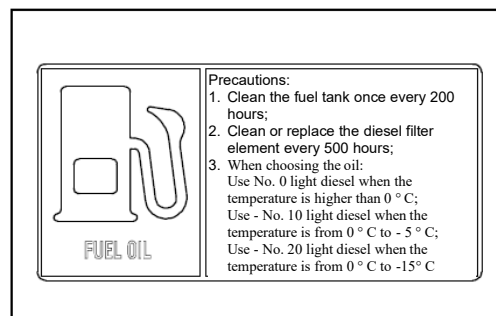 Precautions:
1. Clean the fuel tank once every 200
hours;
2. Clean or replace the diesel filter
element every 500 hours;
3. When choosing the oil:
Use No. 0 light diesel when the
temperature is higher than 0 ° C;
Use - No. 10 light diesel when the
temperature is from 0 ° C to - 5 ° C;
Use - No. 20 light diesel when the
temperature is from 0 ° C to -15° C
FUEL OIL